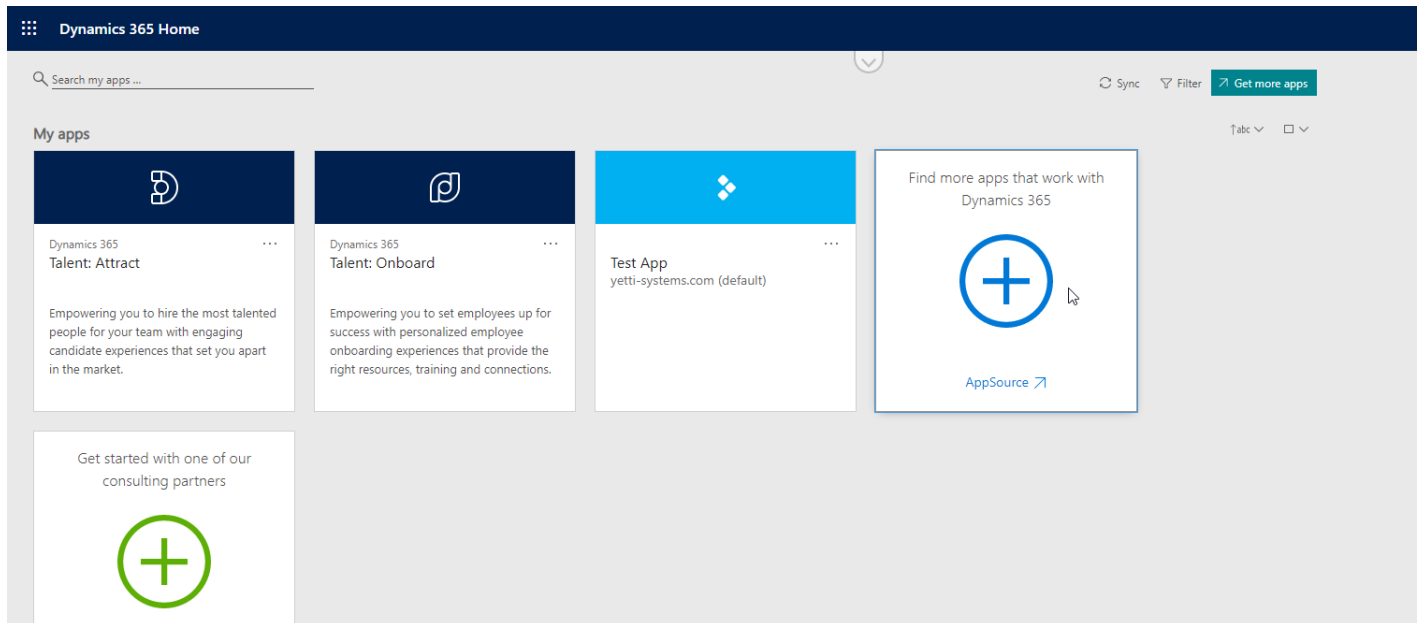 Dynamics 365 Home
Search my apps ...
Sync
Filter
Get more apps
My apps
↑abc
Dynamics 365
...
Talent: Attract
Empowering you to hire the most talented
people for your team with engaging
candidate experiences that set you apart
in the market.
Dynamics 365
...
Talent: Onboard
Empowering you to set employees up for
success with personalized employee
onboarding experiences that provide the
right resources, training and connections.
...
Test App
yetti-systems.com (default)
Find more apps that work with
Dynamics 365
AppSource
Get started with one of our
consulting partners